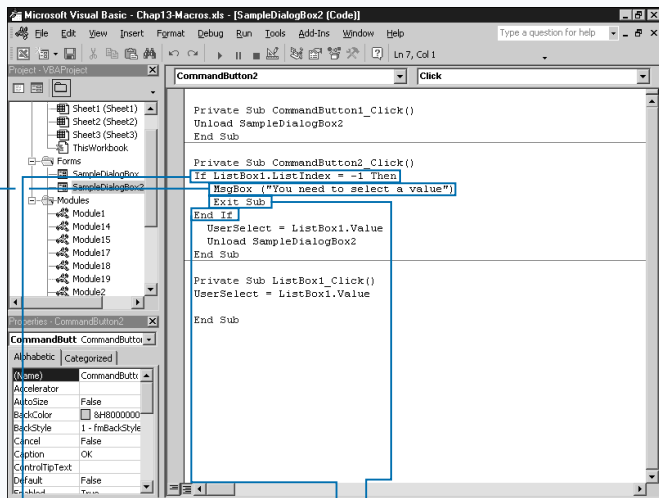 Microsoft Visual Basic - Chap13-Macros.xls - [SampleDialogBox2 (Code)]
File Edit View Insert Format Debug Run Tools Add-Ins Window Help
Type a question for help
Ln 7, Col 1
Project - VBAProject
CommandButton2
Click
Sheet1 (Sheet1)
Sheet2 (Sheet2)
Sheet3 (Sheet3)
ThisWorkbook
Forms
SampleDialogBox
SampleDialogBox2
Modules
Module1
Module14
Module15
Module17
Module18
Module19
Module2
Private Sub CommandButton1_Click()
Unload SampleDialogBox2
End Sub
Private Sub CommandButton2_Click()
If ListBox1.ListIndex = -1 Then
MsgBox ("You need to select a value")
Exit Sub
End If
UserSelect = ListBox1.Value
Unload SampleDialogBox2
End Sub
Private Sub ListBox1_Click()
UserSelect = ListBox1.Value
End Sub
Properties - CommandButton2
CommandButt CommandButton
Alphabetic Categorized
(Name) CommandButto
Accelerator
AutoSize False
BackColor &H8000000
BackStyle 1 - fmBackStyle
Cancel False
Caption OK
ControlTipText
Default False
Enabled True